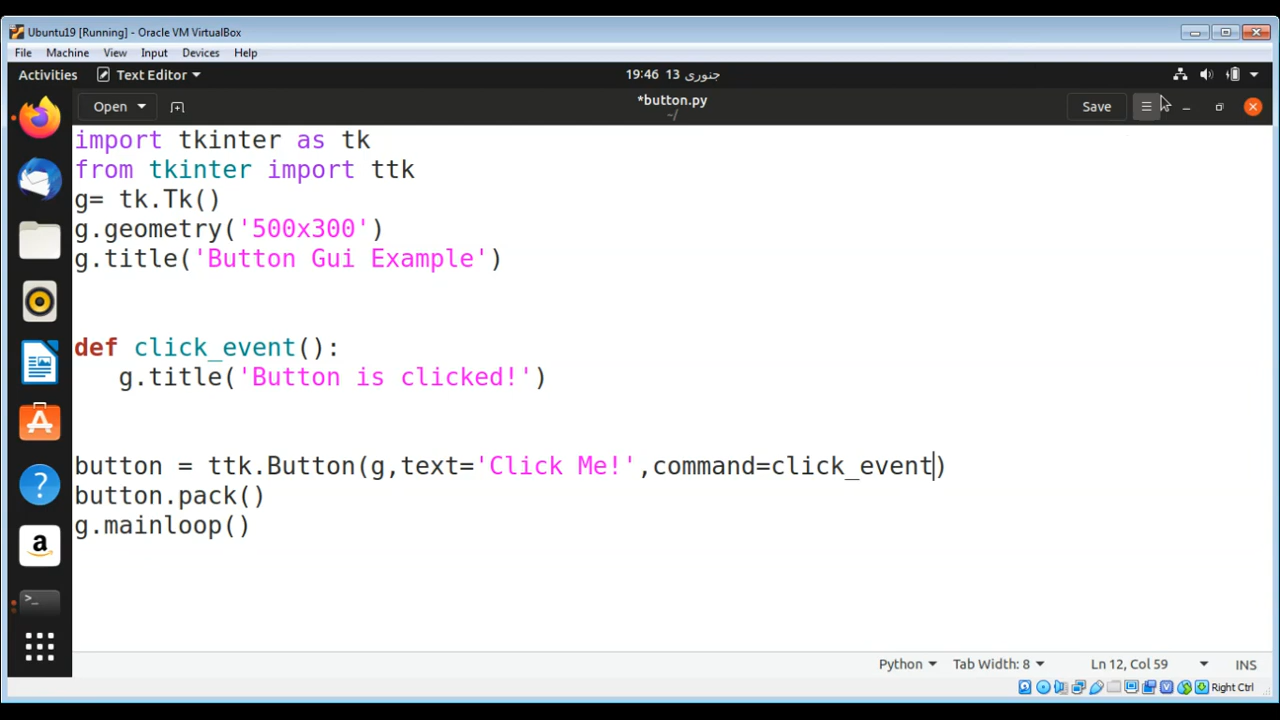 Ubuntu19 [Running] - Oracle VM VirtualBox
File Machine View Input Devices Help
Activities Text Editor 19:46 13 جنوری
Open *button.py Save
~/
import tkinter as tk
from tkinter import ttk
g= tk.Tk()
g.geometry('500x300')
g.title('Button Gui Example')
def click_event():
g.title('Button is clicked!')
button = ttk.Button(g,text='Click Me!',command=click_event)
button.pack()
g.mainloop()
Python Tab Width: 8 Ln 12, Col 59 INS
Right Ctrl